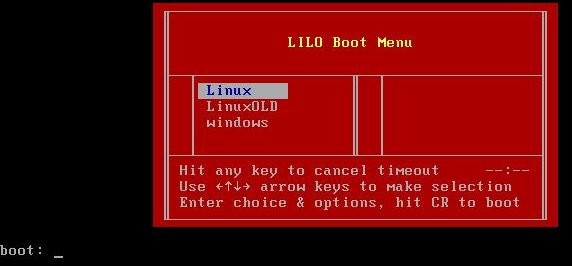 LILO Boot Menu
Linux
LinuxOLD
windows
Hit any key to cancel timeout --:--
Use ←↑↓→ arrow keys to make selection
Enter choice & options, hit CR to boot
boot: _